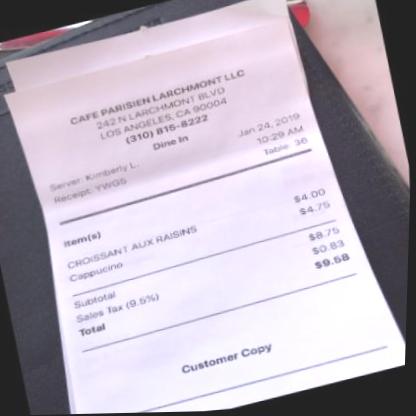 CAFE PARISIEN LARCHMONT LLC
242 N LARCHMONT BLVD
LOS ANGELES, CA 90004
(310) 815-8222
Dine In
Server: Kimberly L. Jan 24, 2019
Receipt: YWGS 10:29 AM
Table: 36
Item(s)
CROISSANT AUX RAISINS $4.00
Cappucino $4.75
Subtotal $8.75
Sales Tax (9.5%) $0.83
Total $9.58
Customer Copy